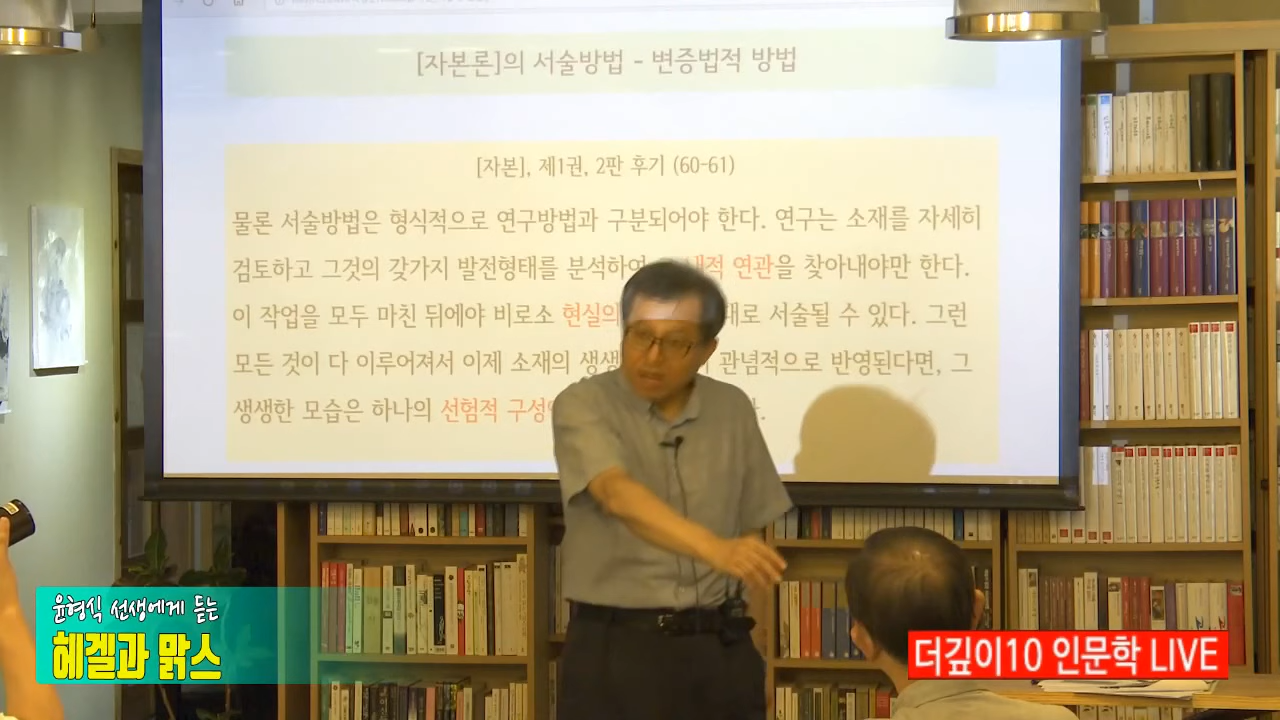 [자본론]의 서술방법 - 변증법적 방법
[자본], 제1권, 2판 후기 (60-61)
물론 서술방법은 형식적으로 연구방법과 구분되어야 한다. 연구는 소재를 자세히
검토하고 그것의 갖가지 발전형태를 분석하여 연관을 찾아내야만 한다.
이 작업을 모두 마친 뒤에야 비로소 현실의 서술될 수 있다. 그런
모든 것이 다 이루어져서 이제 소재의 관념적으로 반영된다면, 그
생생한 모습은 하나의 선험적
윤형식 선생에게 듣는
헤겔과 맑스
더깊이10 인문학 LIVE